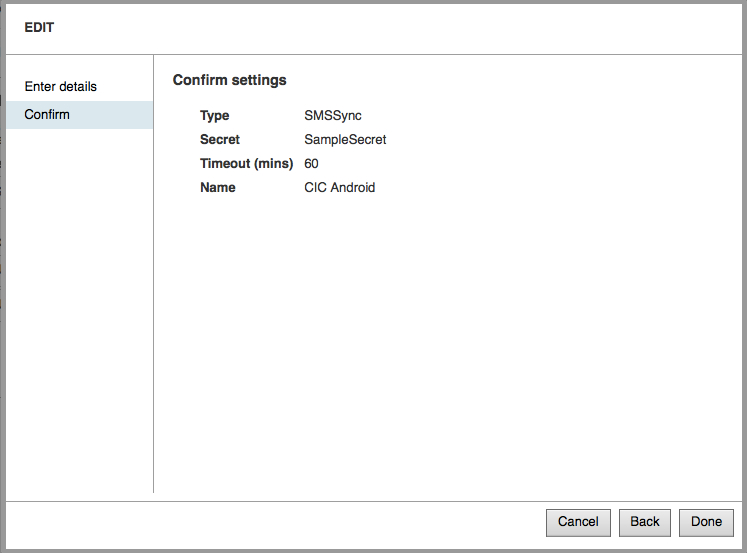 EDIT
Enter details
Confirm
Confirm settings
Type SMSSync
Secret SampleSecret
Timeout (mins) 60
Name CIC Android
Cancel Back Done